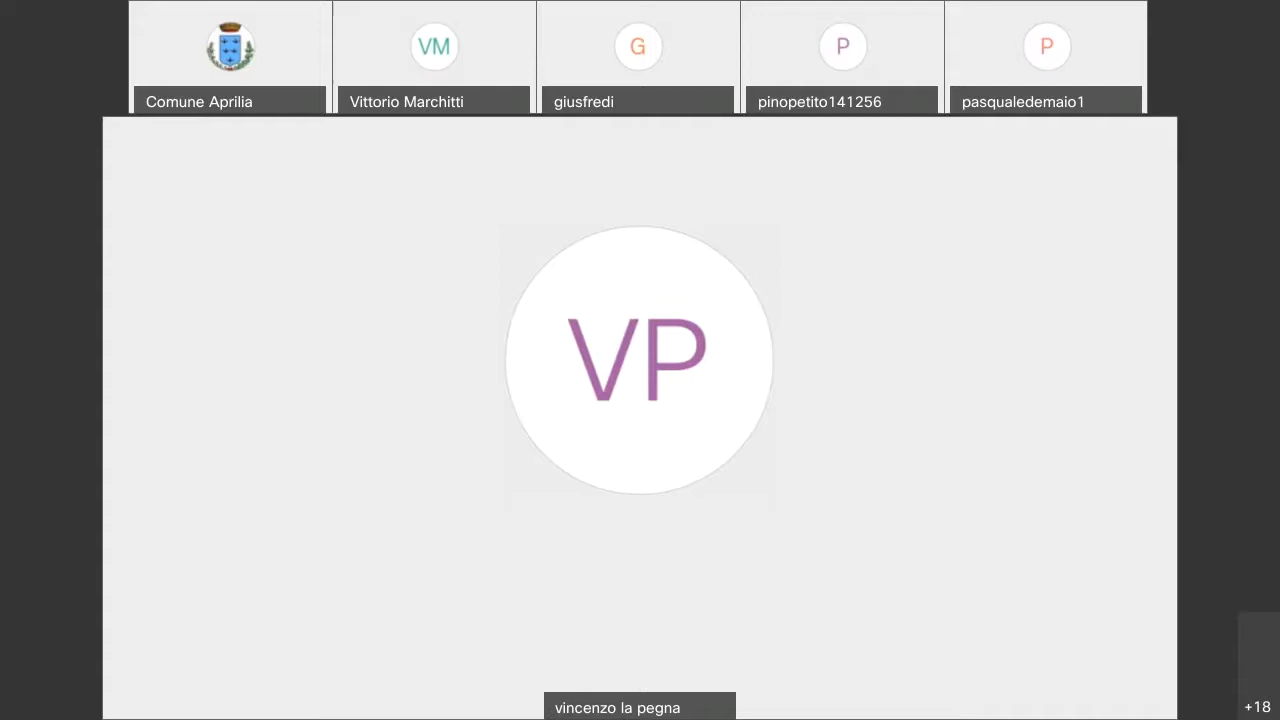 VM
G
P
P
Comune Aprilia
Vittorio Marchitti
giusfredi
pinopetito141256
pasqualedemaio1
VP
vincenzo la pegna
+18